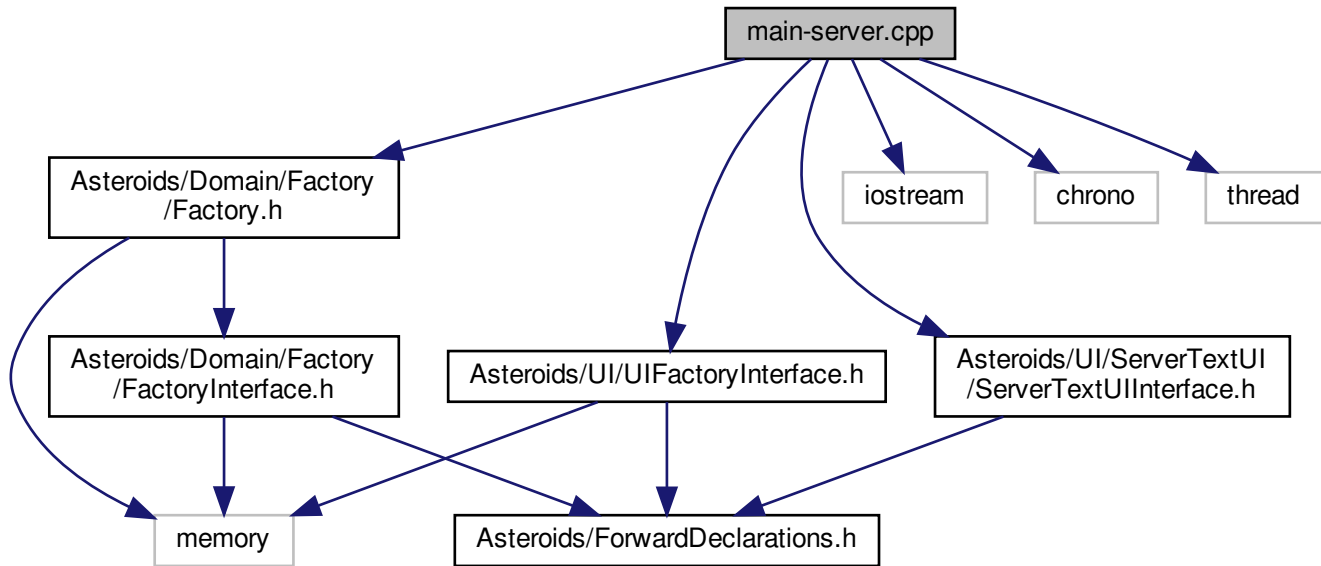 main-server.cpp
Asteroids/Domain/Factory
/Factory.h
iostream
chrono
thread
Asteroids/Domain/Factory
/FactoryInterface.h
Asteroids/UI/UIFactoryInterface.h
Asteroids/UI/ServerTextUI
/ServerTextUIInterface.h
memory
Asteroids/ForwardDeclarations.h